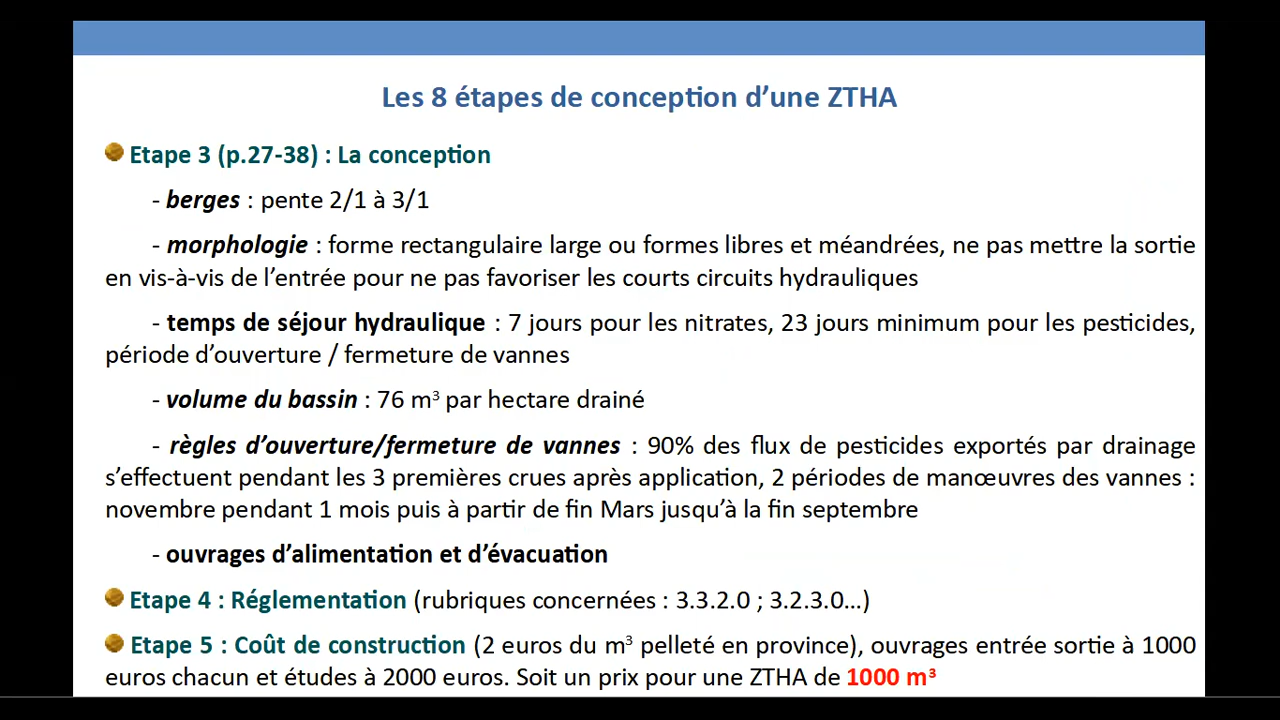 Les 8 étapes de conception d’une ZTHA
Etape 3 (p.27-38) : La conception
- berges : pente 2/1 à 3/1
- morphologie : forme rectangulaire large ou formes libres et méandrées, ne pas mettre la sortie
en vis-à-vis de l’entrée pour ne pas favoriser les courts circuits hydrauliques
- temps de séjour hydraulique : 7 jours pour les nitrates, 23 jours minimum pour les pesticides,
période d’ouverture / fermeture de vannes
- volume du bassin : 76 m³ par hectare drainé
- règles d’ouverture/fermeture de vannes : 90% des flux de pesticides exportés par drainage
s’effectuent pendant les 3 premières crues après application, 2 périodes de manœuvres des vannes :
novembre pendant 1 mois puis à partir de fin Mars jusqu’à la fin septembre
- ouvrages d’alimentation et d’évacuation
Etape 4 : Réglementation (rubriques concernées : 3.3.2.0 ; 3.2.3.0…)
Etape 5 : Coût de construction (2 euros du m³ pelleté en province), ouvrages entrée sortie à 1000
euros chacun et études à 2000 euros. Soit un prix pour une ZTHA de 1000 m³